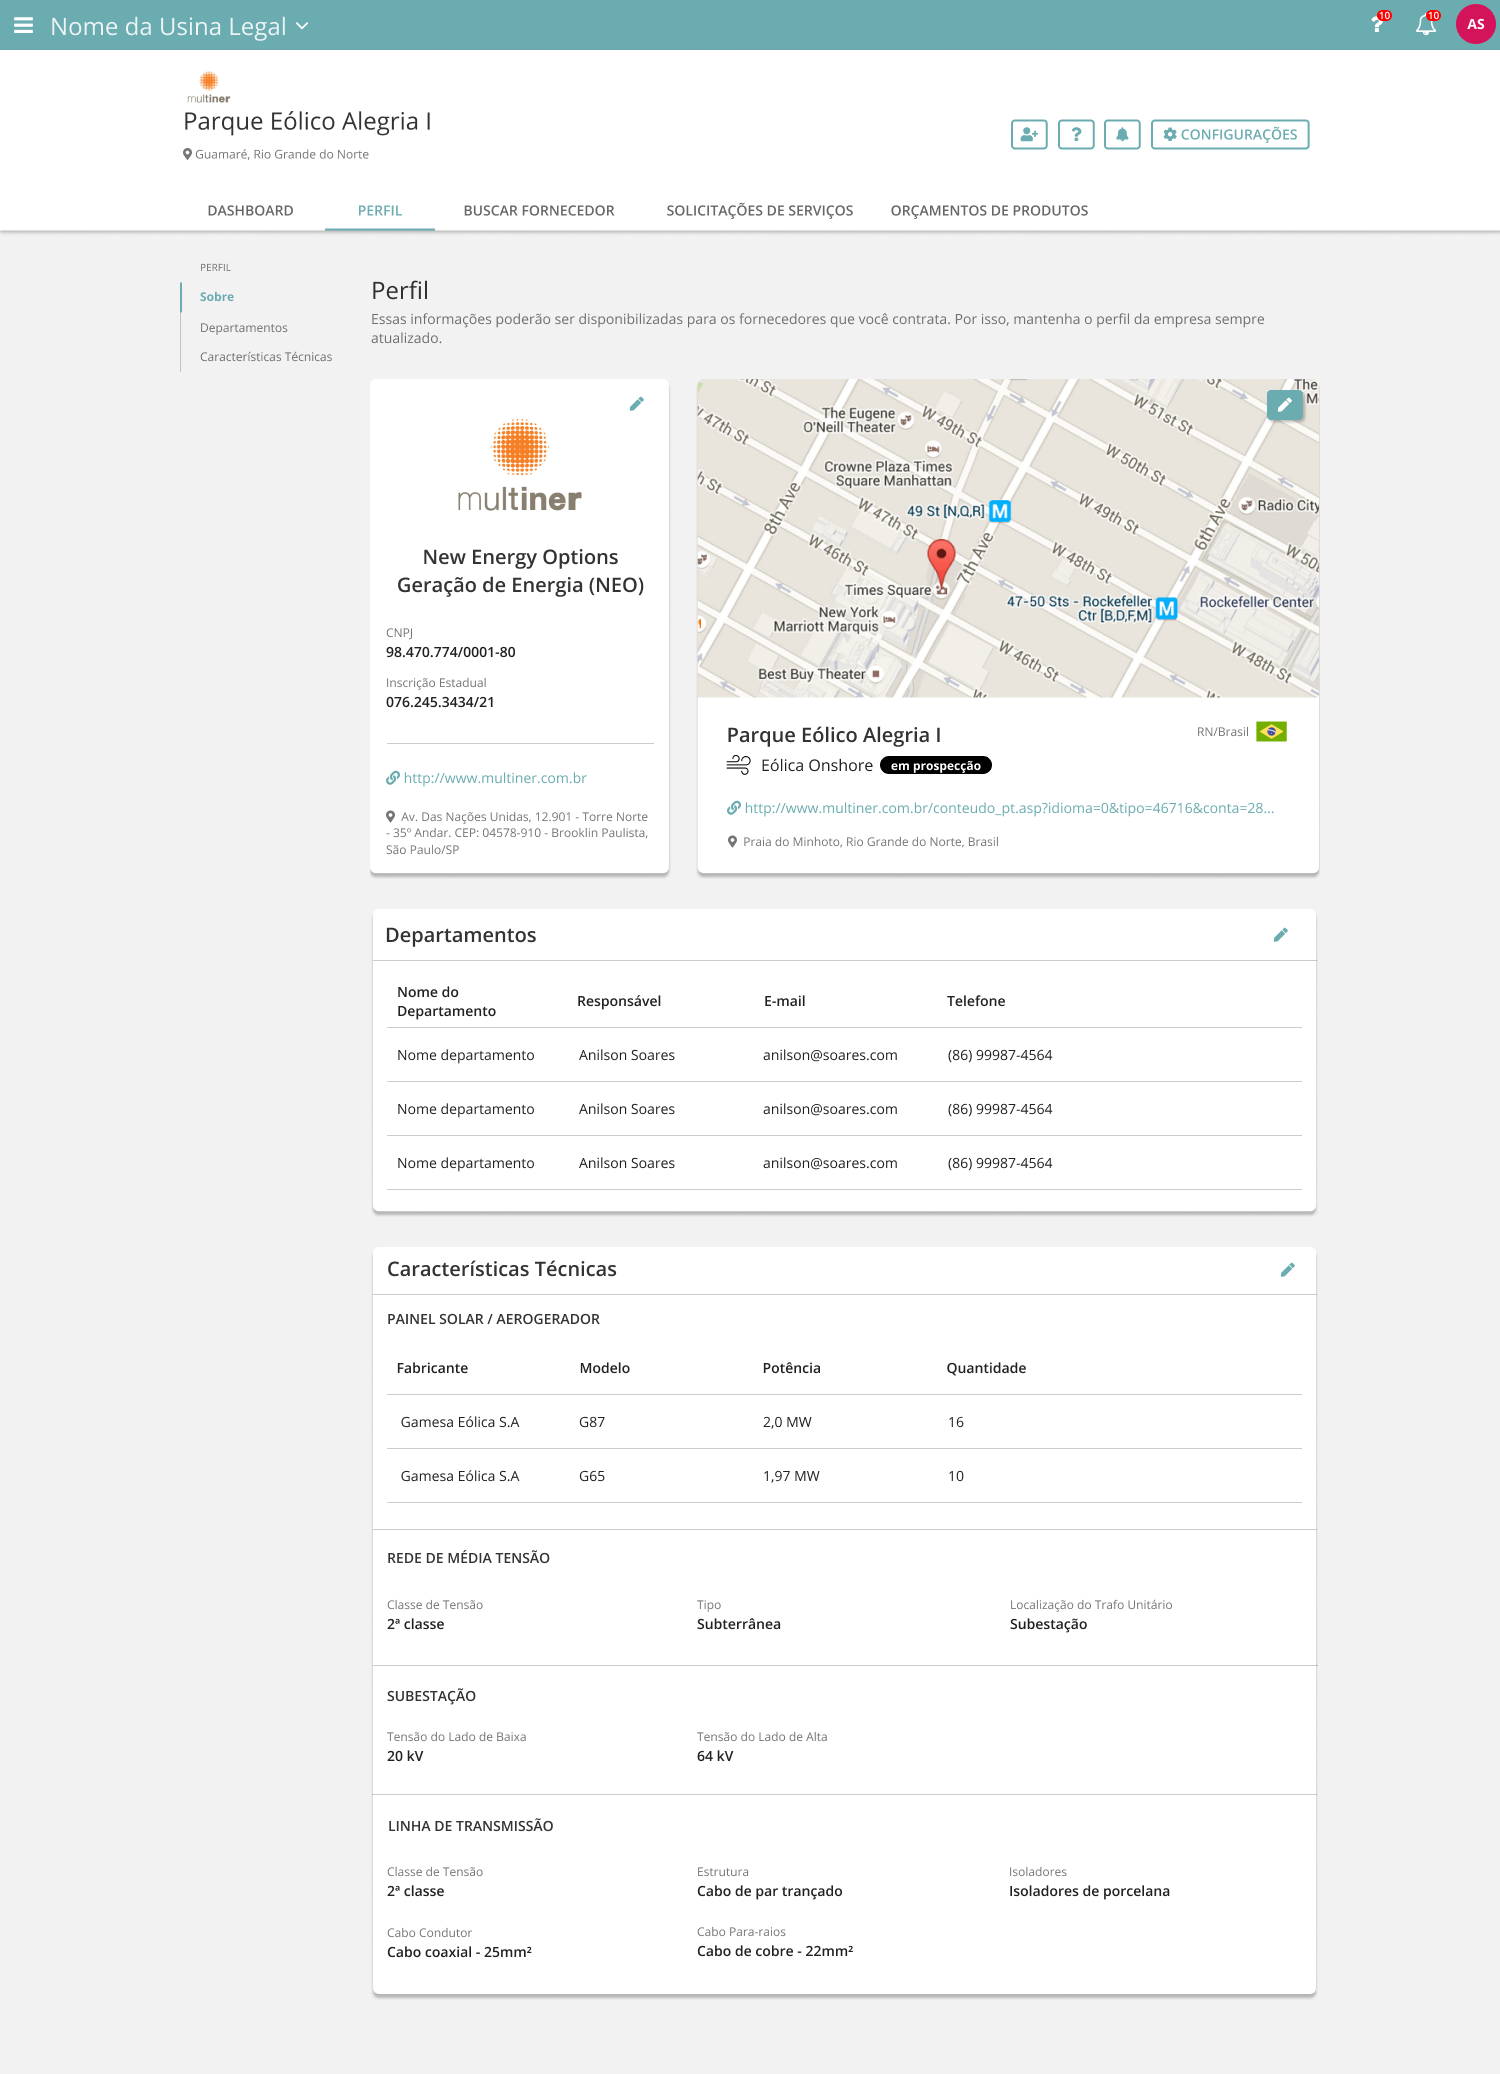 Nome da Usina Legal
10
10
AS
multiner
Parque Eólico Alegria I
Guamaré, Rio Grande do Norte
?
CONFIGURAÇÕES
DASHBOARD
PERFIL
BUSCAR FORNECEDOR
SOLICITAÇÕES DE SERVIÇOS
ORÇAMENTOS DE PRODUTOS
PERFIL
Sobre
Departamentos
Características Técnicas
Perfil
Essas informações poderão ser disponibilizadas para os fornecedores que você contrata. Por isso, mantenha o perfil da empresa sempre
atualizado.
multiner
New Energy Options
Geração de Energia (NEO)
CNPJ
98.470.774/0001-80
Inscrição Estadual
076.245.3434/21
http://www.multiner.com.br
Av. Das Nações Unidas, 12.901 - Torre Norte
- 35º Andar. CEP: 04578-910 - Brooklin Paulista,
São Paulo/SP
The
M
W 51st St
The Eugene
O'Neill Theater
W 49th St
W 47th St
W 50th St
Crowne Plaza Times
Square Manhattan
h St
8th Ave
W 47th St
49 St [N,Q,R]
M
W 49th St
6th Ave
Radio City
W 46th St
7th Ave
W 48th St
W 50
Times Square
47-50 Sts - Rockefeller
Ctr [B,D,F,M]
M
Rockefeller Center
New York
Marriott Marquis
W 46th St
W 48th St
Best Buy Theater
Parque Eólico Alegria I
RN/Brasil
Eólica Onshore
em prospecção
http://www.multiner.com.br/conteudo_pt.asp?idioma=0&tipo=46716&conta=28...
Praia do Minhoto, Rio Grande do Norte, Brasil
Departamentos
Nome do
Departamento
Responsável
E-mail
Telefone
Nome departamento
Anilson Soares
anilson@soares.com
(86) 99987-4564
Nome departamento
Anilson Soares
anilson@soares.com
(86) 99987-4564
Nome departamento
Anilson Soares
anilson@soares.com
(86) 99987-4564
Características Técnicas
PAINEL SOLAR / AEROGERADOR
Fabricante
Modelo
Potência
Quantidade
Gamesa Eólica S.A
G87
2,0 MW
16
Gamesa Eólica S.A
G65
1,97 MW
10
REDE DE MÉDIA TENSÃO
Classe de Tensão
2ª classe
Tipo
Subterrânea
Localização do Trafo Unitário
Subestação
SUBESTAÇÃO
Tensão do Lado de Baixa
20 kV
Tensão do Lado de Alta
64 kV
LINHA DE TRANSMISSÃO
Classe de Tensão
2ª classe
Estrutura
Cabo de par trançado
Isoladores
Isoladores de porcelana
Cabo Condutor
Cabo coaxial - 25mm²
Cabo Para-raios
Cabo de cobre - 22mm²